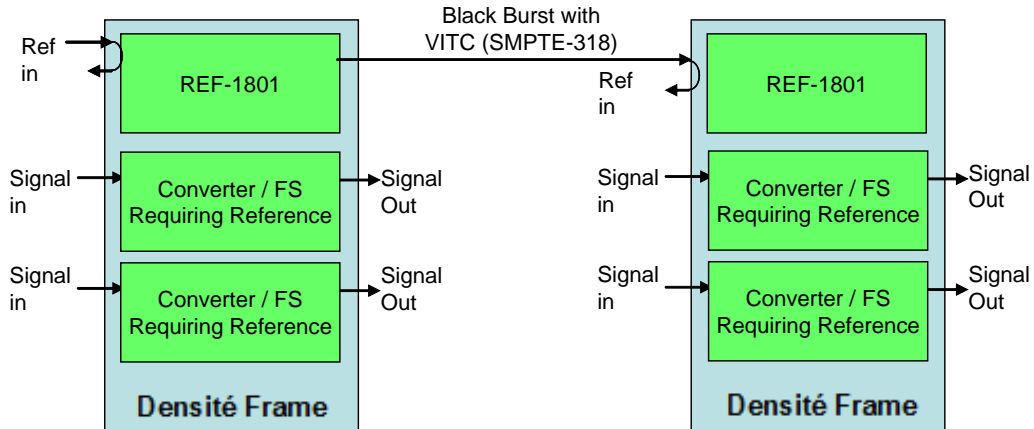 Black Burst with
VITC (SMPTE-318)
Ref
in
REF-1801
Ref
in
REF-1801
Signal
in
Converter / FS
Requiring Reference
Signal
Out
Signal
in
Converter / FS
Requiring Reference
Signal
Out
Signal
in
Converter / FS
Requiring Reference
Signal
Out
Signal
in
Converter / FS
Requiring Reference
Signal
Out
Densité Frame
Densité Frame